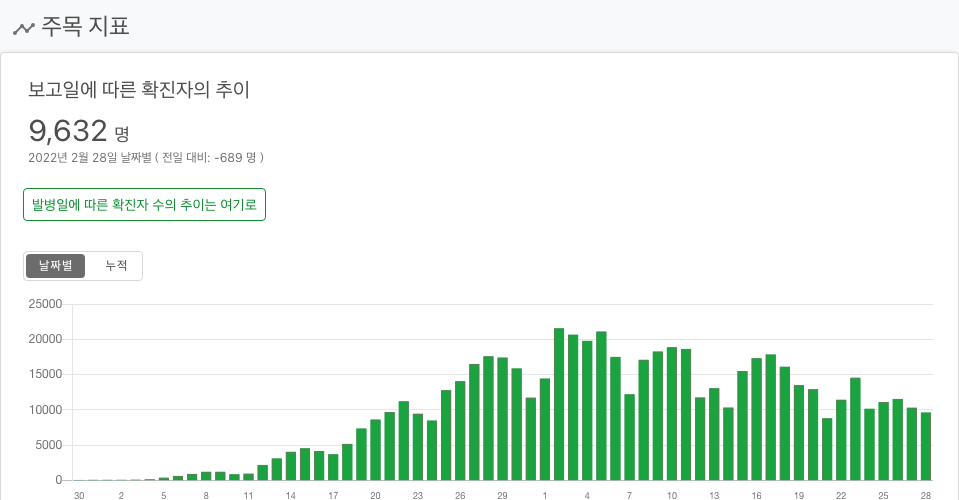 주목 지표
보고일에 따른 확진자의 추이
9,632 명
2022년 2월 28일 날짜별 ( 전일 대비: -689 명 )
발병일에 따른 확진자 수의 추이는 여기로
날짜별 누적
25000
20000
15000
10000
5000
0
30 2 5 8 11 14 17 20 23 26 29 1 4 7 10 13 16 19 22 25 28